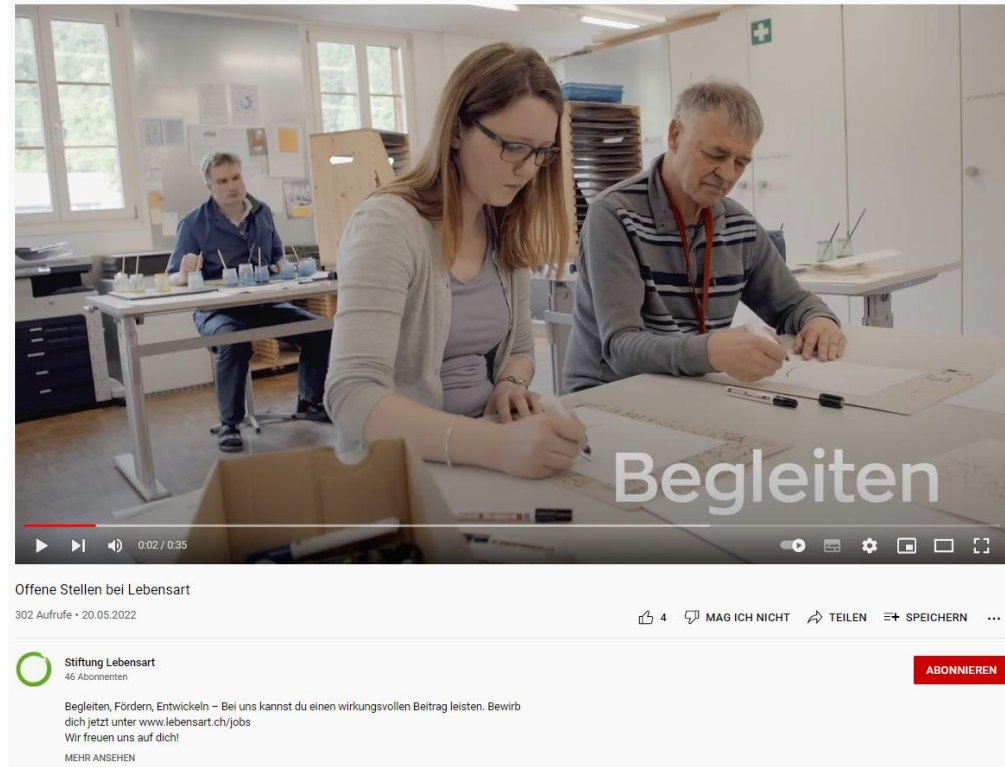 Begleiten
0:02 / 0:35
Offene Stellen bei Lebensart
302 Aufrufe • 20.05.2022
4
MAG ICH NICHT
TEILEN
SPEICHERN
Stiftung Lebensart
46 Abonnenten
ABONNIEREN
Begleiten, Fördern, Entwickeln – Bei uns kannst du einen wirkungsvollen Beitrag leisten. Bewirb
dich jetzt unter www.lebensart.ch/jobs
Wir freuen uns auf dich!
MEHR ANSEHEN